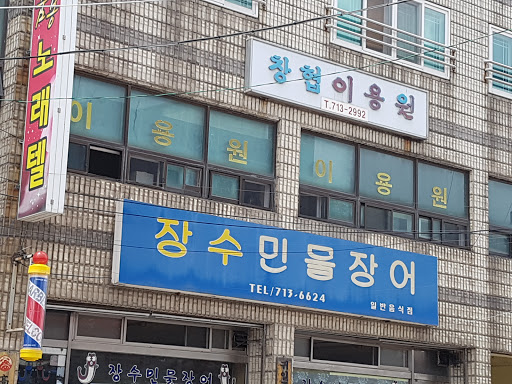 노래텔
창협이용원
T.713-2992
이용원
이용원
장수민물장어
TEL/713-6624
일반음식점
장수민물장어